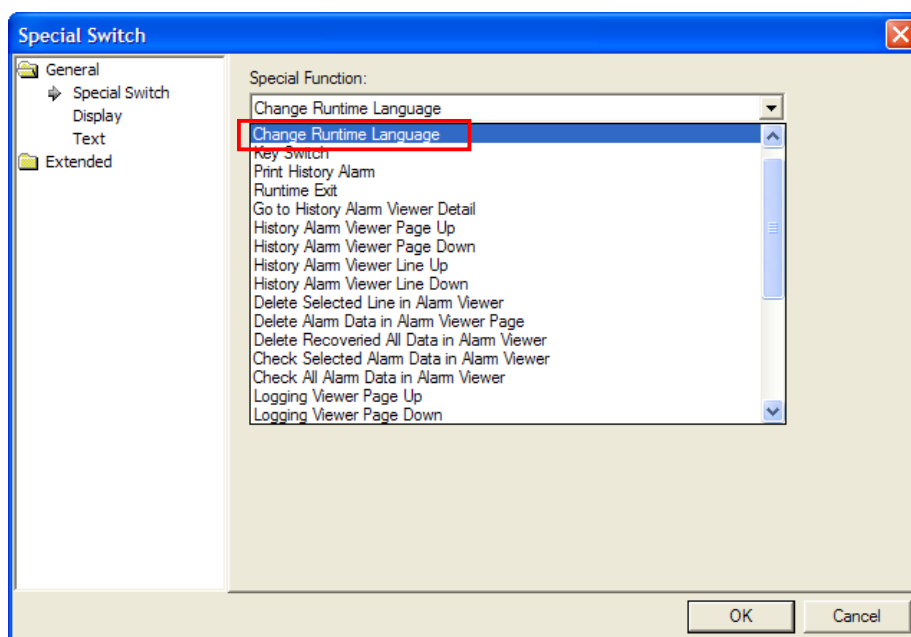 Special Switch
General
Special Switch
Display
Text
Extended
Special Function:
Change Runtime Language
Change Runtime Language
Key Switch
Print History Alarm
Runtime Exit
Go to History Alarm Viewer Detail
History Alarm Viewer Page Up
History Alarm Viewer Page Down
History Alarm Viewer Line Up
History Alarm Viewer Line Down
Delete Selected Line in Alarm Viewer
Delete Alarm Data in Alarm Viewer Page
Delete Recoveried All Data in Alarm Viewer
Check Selected Alarm Data in Alarm Viewer
Check All Alarm Data in Alarm Viewer
Logging Viewer Page Up
Logging Viewer Page Down
OK
Cancel